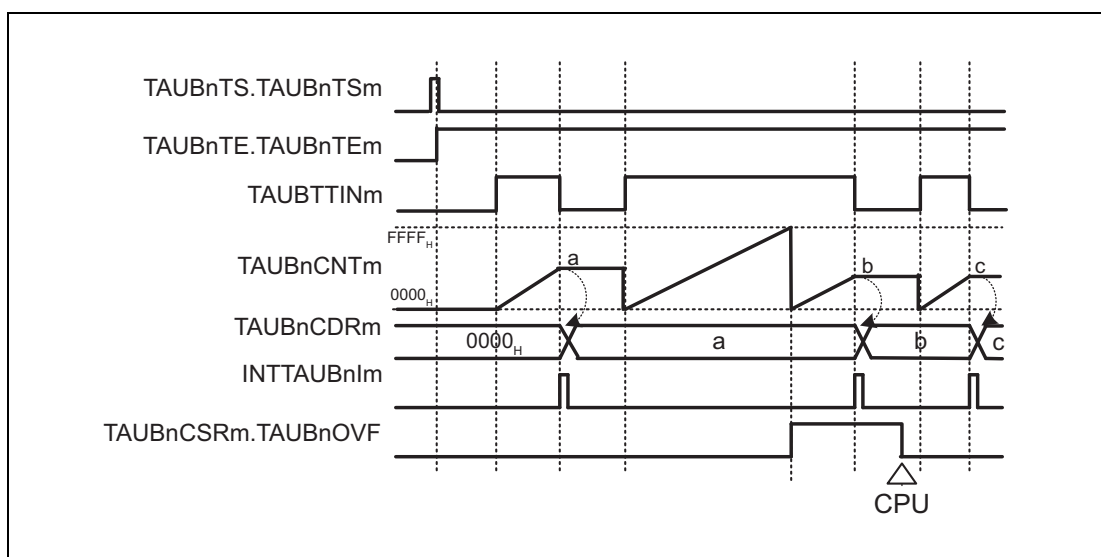 TAUBnTS.TAUBnTSm
TAUBnTE.TAUBnTEm
TAUBTTINm
FFFFH
TAUBnCNTm
a
b
c
0000H
TAUBnCDRm
0000H
a
b
c
INTTAUBnIm
TAUBnCSRm.TAUBnOVF
CPU